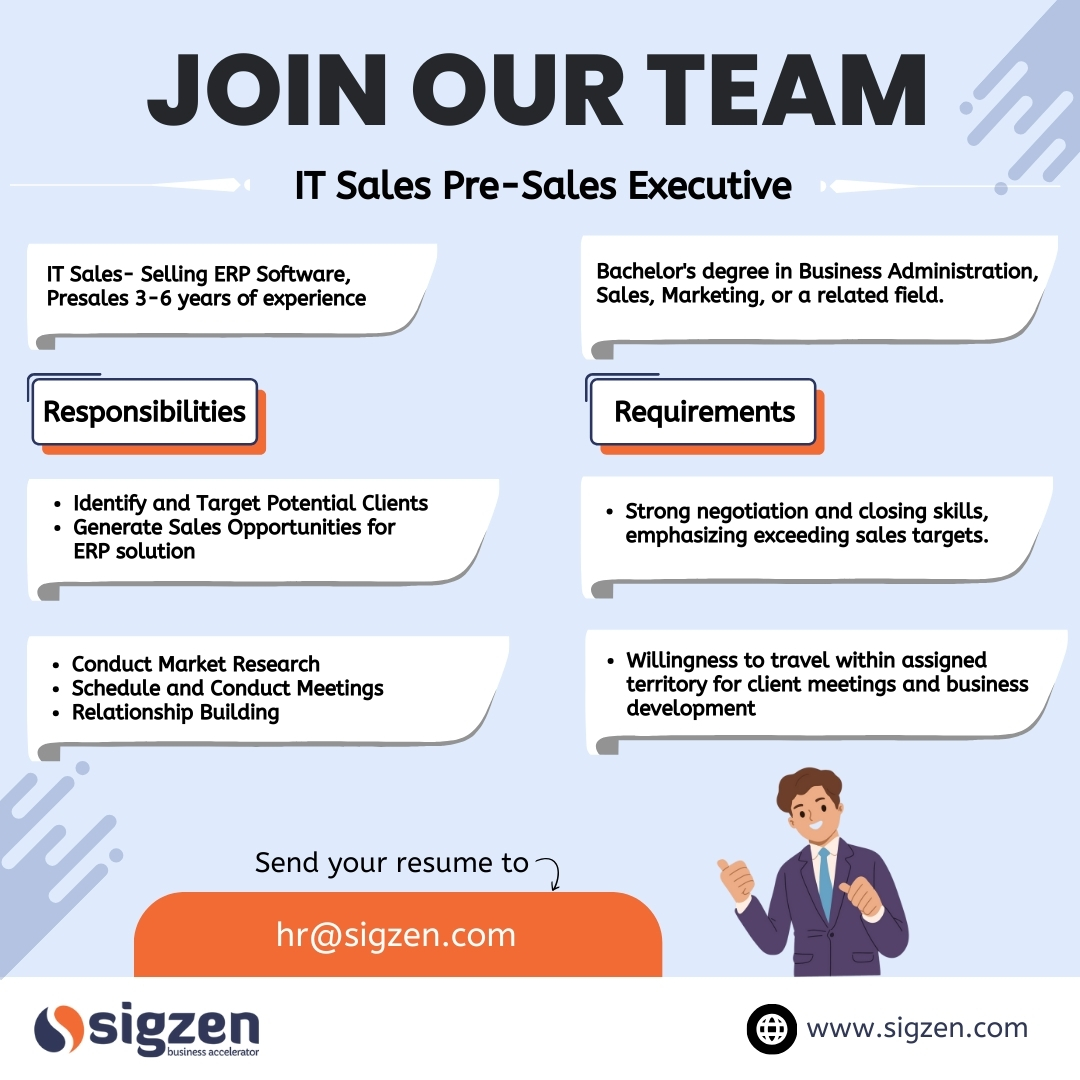 JOIN OUR TEAM
IT Sales Pre-Sales Executive
IT Sales- Selling ERP Software,
Presales 3-6 years of experience
Bachelor's degree in Business Administration,
Sales, Marketing, or a related field.
Responsibilities
• Identify and Target Potential Clients
• Generate Sales Opportunities for
ERP solution
• Conduct Market Research
• Schedule and Conduct Meetings
• Relationship Building
Requirements
• Strong negotiation and closing skills,
emphasizing exceeding sales targets.
• Willingness to travel within assigned
territory for client meetings and business
development
Send your resume to
hr@sigzen.com
sigzen
business accelerator
www.sigzen.com